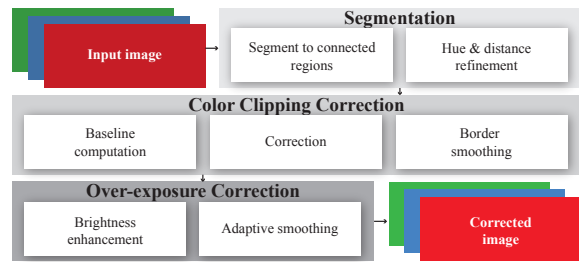 Segmentation
Input image
Segment to connected
regions
Hue & distance
refinement
Color Clipping Correction
Baseline
computation
Correction
Border
smoothing
Over-exposure Correction
Brightness
enhancement
Adaptive smoothing
Corrected
image